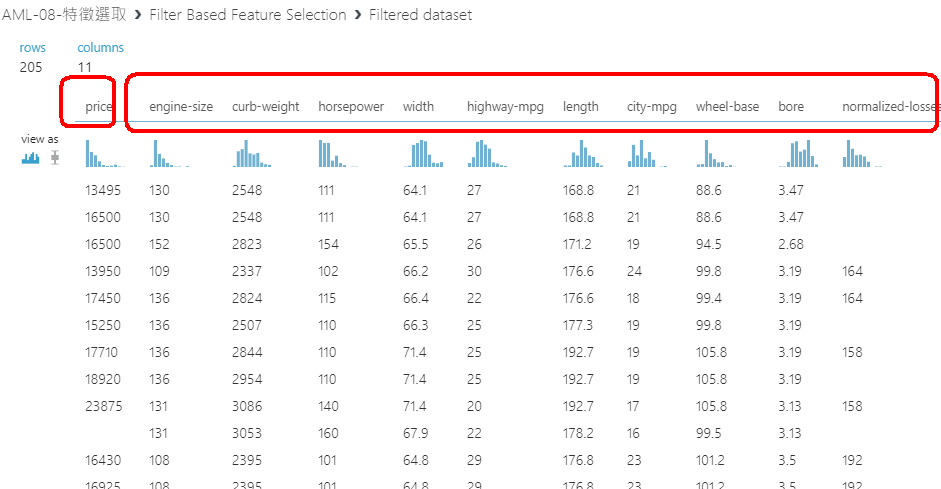 AML-08-特徵選取 > Filter Based Feature Selection > Filtered dataset
rows columns
205 11
price engine-size curb-weight horsepower width highway-mpg length city-mpg wheel-base bore normalized-losses
view as
13495 130 2548 111 64.1 27 168.8 21 88.6 3.47
16500 130 2548 111 64.1 27 168.8 21 88.6 3.47
16500 152 2823 154 65.5 26 171.2 19 94.5 2.68
13950 109 2337 102 66.2 30 176.6 24 99.8 3.19 164
17450 136 2824 115 66.4 22 176.6 18 99.4 3.19 164
15250 136 2507 110 66.3 25 177.3 19 99.8 3.19
17710 136 2844 110 71.4 25 192.7 19 105.8 3.19 158
18920 136 2954 110 71.4 25 192.7 19 105.8 3.19
23875 131 3086 140 71.4 20 192.7 17 105.8 3.13 158
131 3053 160 67.9 22 178.2 16 99.5 3.13
16430 108 2395 101 64.8 29 176.8 23 101.2 3.5 192
16925 108 2395 101 64.8 29 176.8 23 101.2 3.5 192